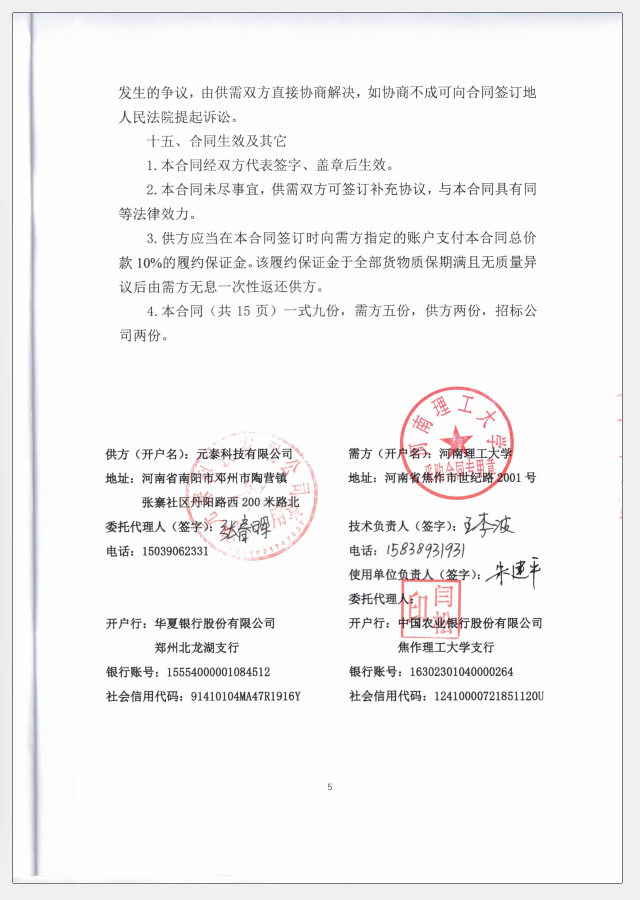 发生的争议，由供需双方直接协商解决，如协商不成可向合同签订地
人民法院提起诉讼。
十五、合同生效及其它
1.本合同经双方代表签字、盖章后生效。
2.本合同未尽事宜，供需双方可签订补充协议，与本合同具有同
等法律效力。
3.供方应当在本合同签订时向需方指定的账户支付本合同总价
款 10%的履约保证金。该履约保证金于全部货物质保期满且无质量异
议后由需方无息一次性返还供方。
4.本合同（共 15 页）一式九份，需方五份，供方两份，招标公
司两份。
供方（开户名）：元泰科技有限公司
地址：河南省南阳市邓州市陶营镇
张寨社区丹阳路西 200 米路北
委托代理人（签字）：
电话：15039062331
开户行：华夏银行股份有限公司
郑州北龙湖支行
银行账号：15554000001084512
社会信用代码：91410104MA47R1916Y
需方（开户名）：河南理工大学
地址：河南省焦作市世纪路 2001 号
技术负责人（签字）：王李波
电话：15838931931
使用单位负责人（签字）：朱建平
委托代理人：
开户行：中国农业银行股份有限公司
焦作理工大学支行
银行账号：16302301040000264
社会信用代码：12410000721851120U
河南理工大学
采购合同专用章
闫松印
5